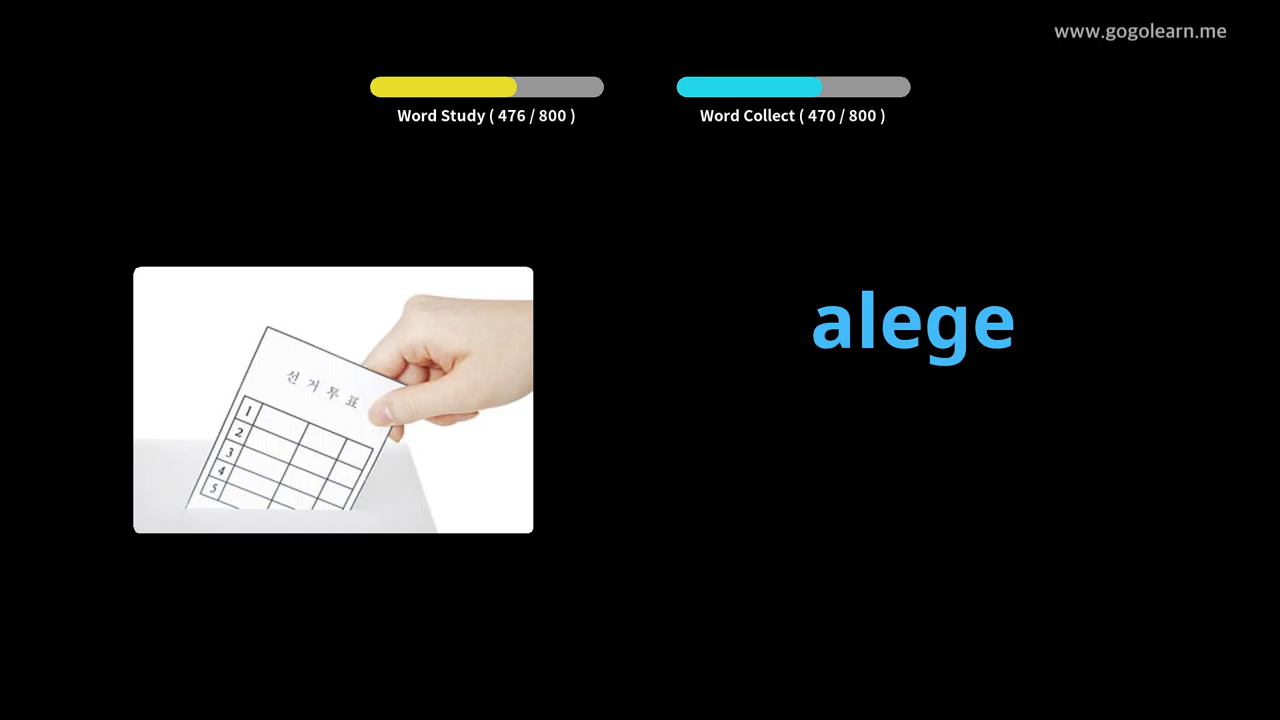 www.gogolearn.me
Word Study ( 476 / 800 )
Word Collect ( 470 / 800 )
alege
선거투표
1
2
3
4
5